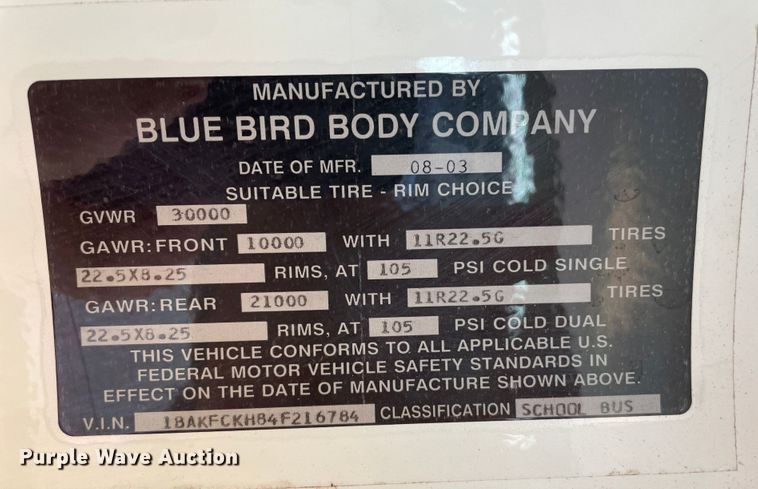 MANUFACTURED BY
BLUE BIRD BODY COMPANY
DATE OF MFR. 08-03
SUITABLE TIRE - RIM CHOICE
GVWR 30000
GAWR: FRONT 10000 WITH 11R22.5G TIRES
22.5X8.25 RIMS, AT 105 PSI COLD SINGLE
GAWR: REAR 21000 WITH 11R22.5G TIRES
22.5X8.25 RIMS, AT 105 PSI COLD DUAL
THIS VEHICLE CONFORMS TO ALL APPLICABLE U.S.
FEDERAL MOTOR VEHICLE SAFETY STANDARDS IN
EFFECT ON THE DATE OF MANUFACTURE SHOWN ABOVE.
V.I.N. 1BAKFCKH84F216784 CLASSIFICATION SCHOOL BUS
Purple Wave Auction